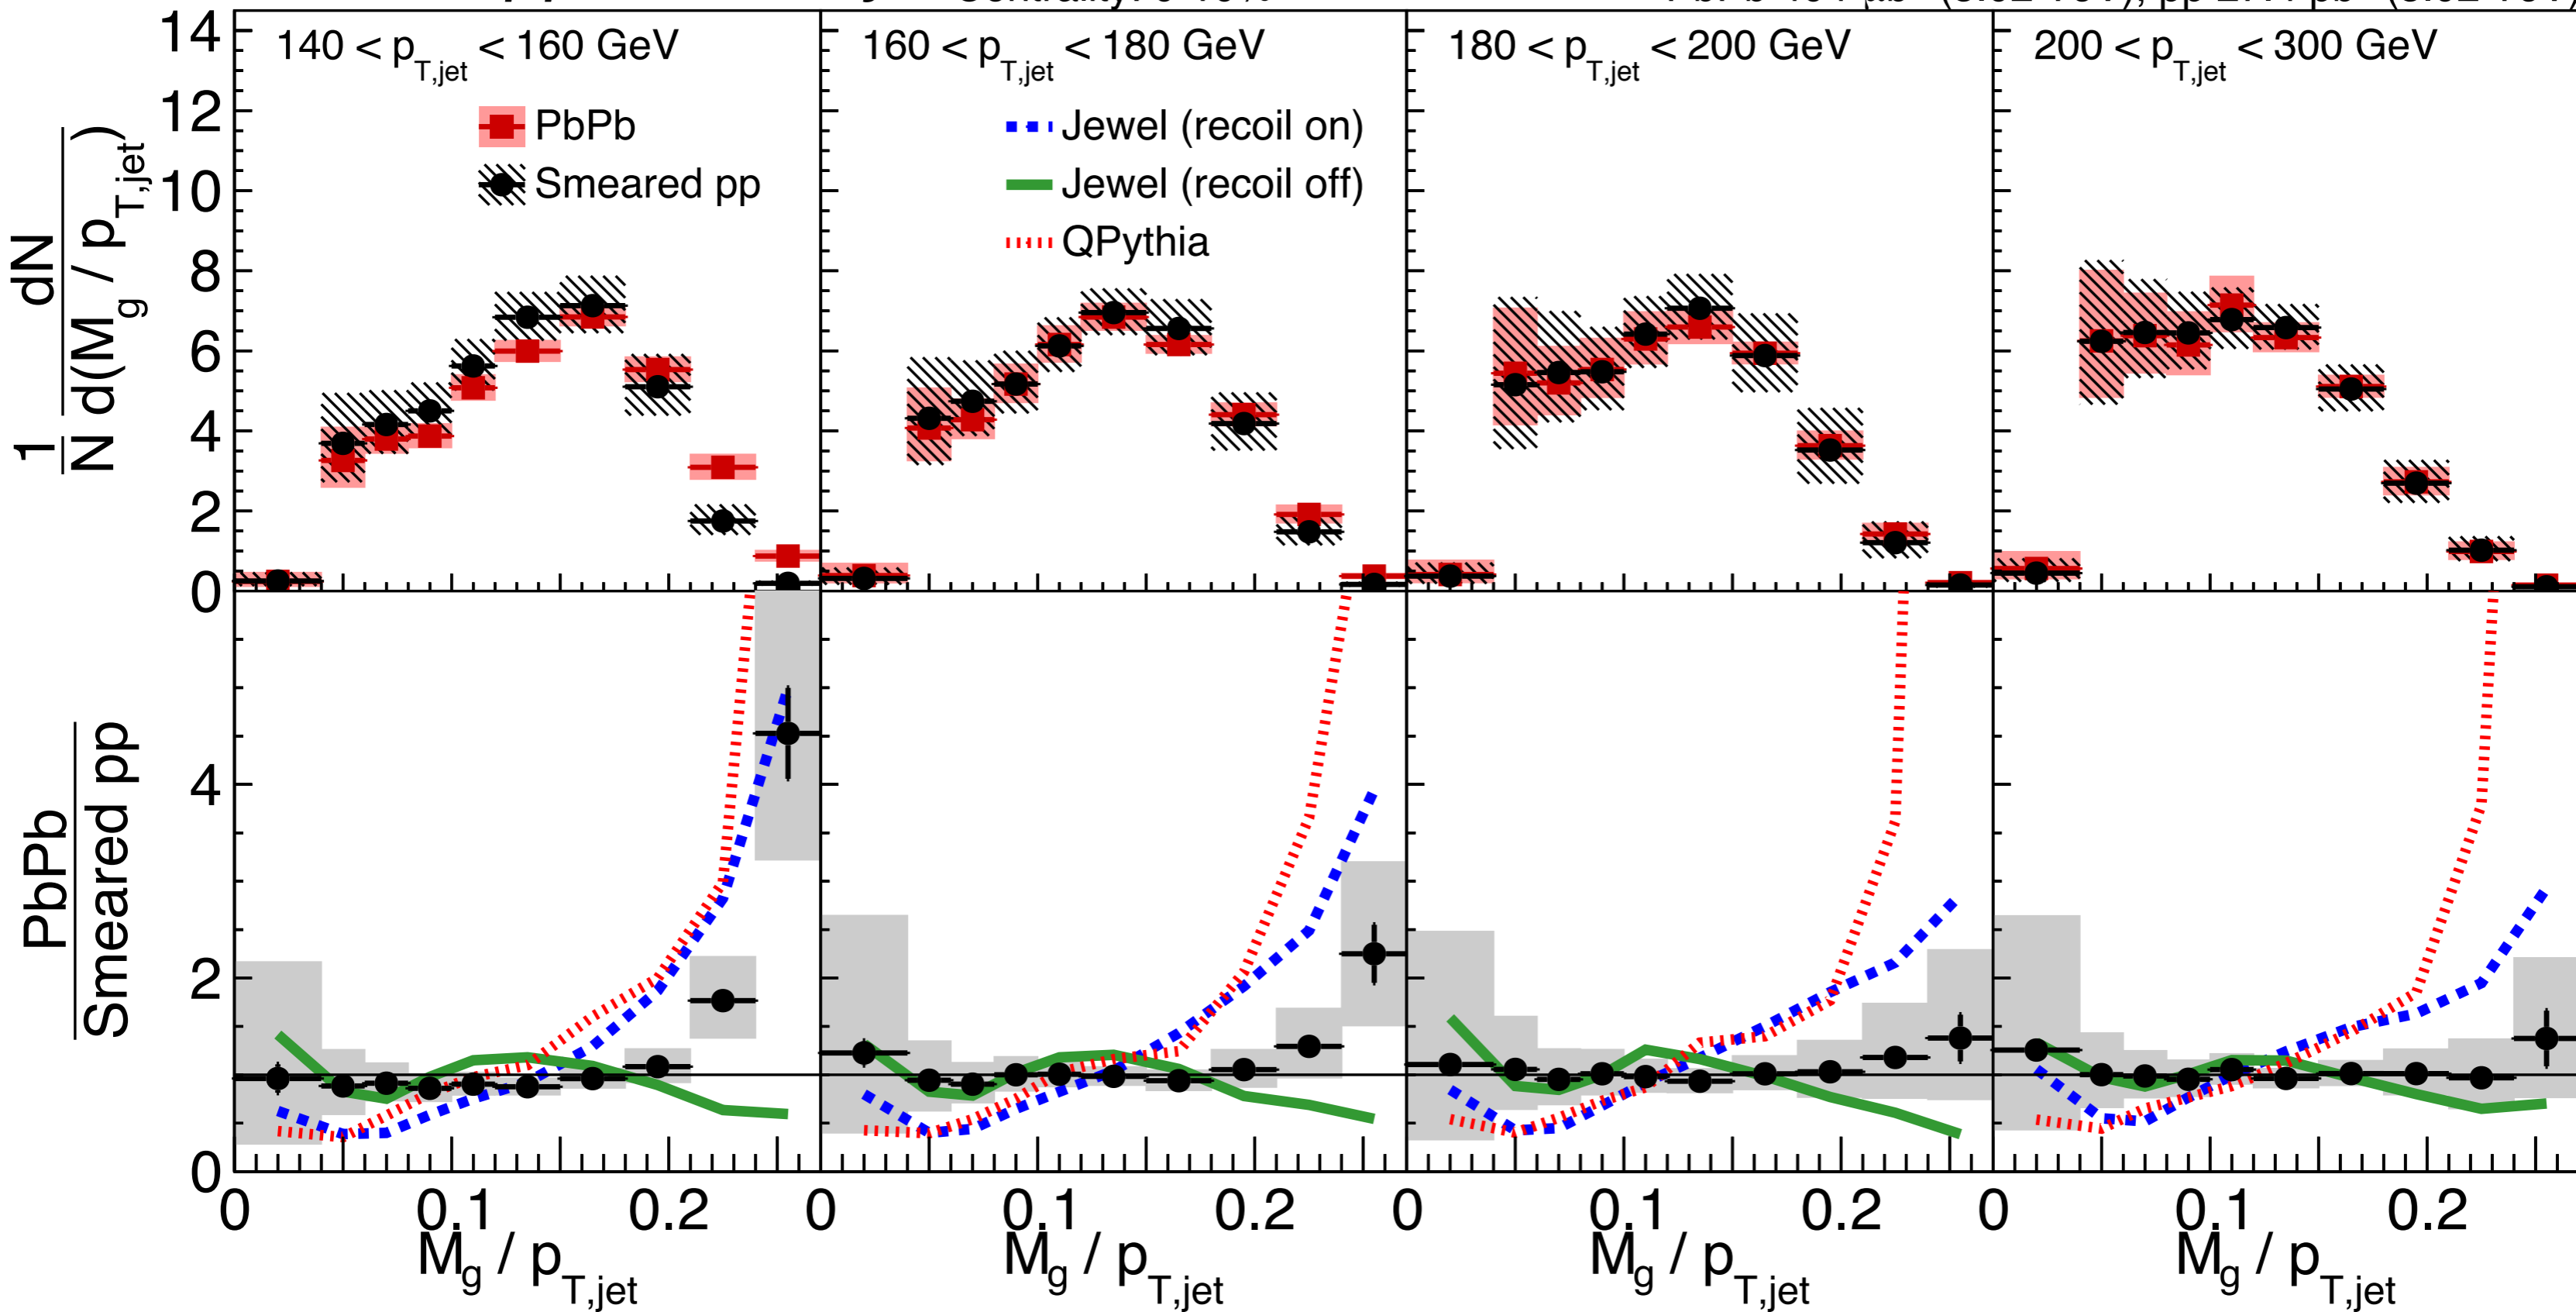 140 < p_T,jet < 160 GeV
160 < p_T,jet < 180 GeV
180 < p_T,jet < 200 GeV
200 < p_T,jet < 300 GeV
PbPb
Smeared pp
Jewel (recoil on)
Jewel (recoil off)
QPythia
1 dN
N d(M_g / p_T,jet)
14
12
10
8
6
4
2
0
PbPb
Smeared pp
4
2
0
0 0.1 0.2 0 0.1 0.2 0 0.1 0.2 0 0.1 0.2
M_g / p_T,jet
M_g / p_T,jet
M_g / p_T,jet
M_g / p_T,jet